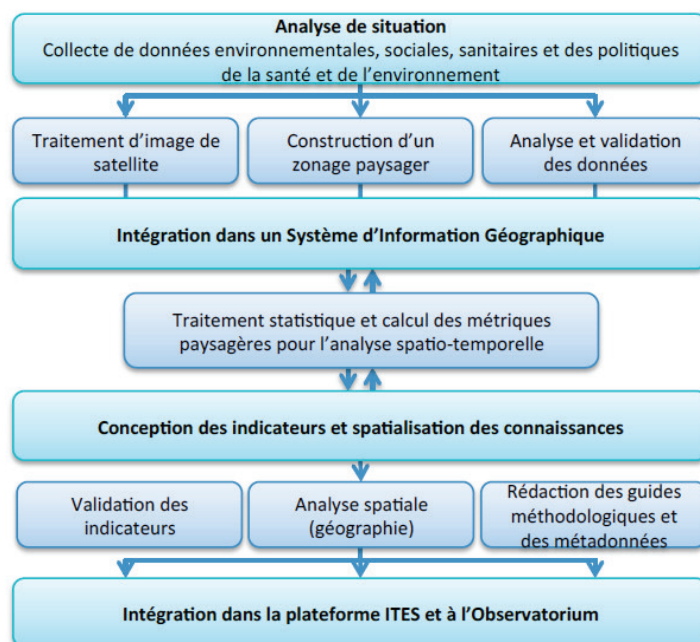 Analyse de situation
Collecte de données environnementales, sociales, sanitaires et des politiques
de la santé et de l'environnement
Traitement d'image de
satellite
Construction d'un
zonage paysager
Analyse et validation
des données
Intégration dans un Système d'Information Géographique
Traitement statistique et calcul des métriques
paysagères pour l'analyse spatio-temporelle
Conception des indicateurs et spatialisation des connaissances
Validation des
indicateurs
Analyse spatiale
(géographie)
Rédaction des guides
méthodologiques et
des métadonnées
Intégration dans la plateforme ITES et à l'Observatorium